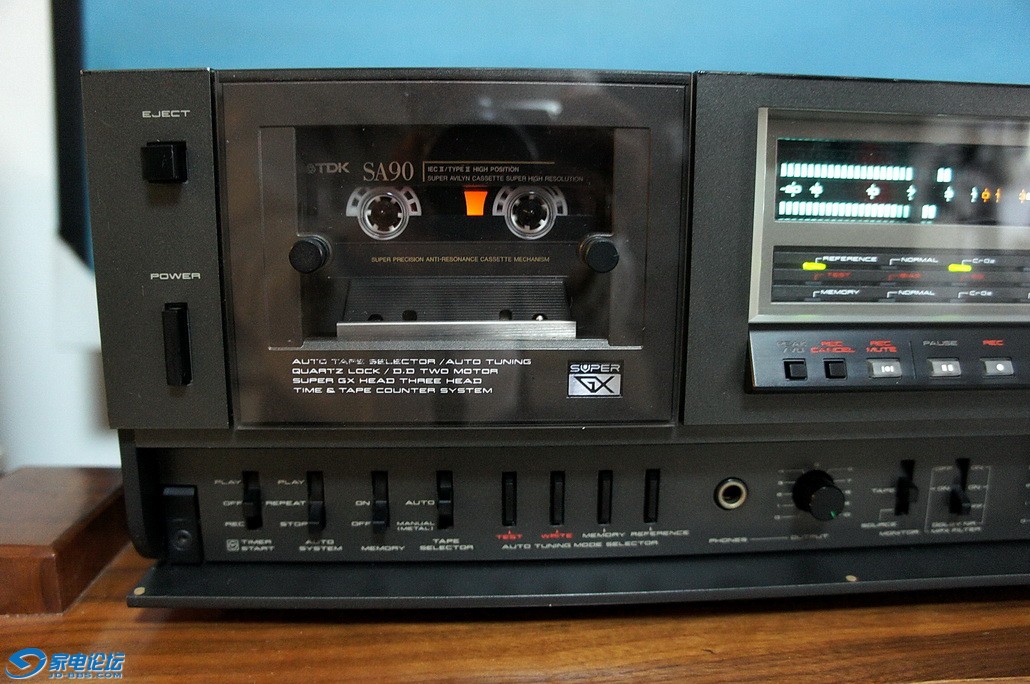 EJECT
POWER
TDK SA90
IEC II/TYPE II HIGH POSITION
SUPER AVILYN CASSETTE SUPER HIGH RESOLUTION
SUPER PRECISION ANTI-RESONANCE CASSETTE MECHANISM
AUTO TAPE SELECTOR / AUTO TUNING
QUARTZ LOCK / D.D TWO MOTOR
SUPER GX HEAD THREE HEAD
TIME & TAPE COUNTER SYSTEM
SUPER
GX
REFERENCE NORMAL CrO2
TEST
MEMORY NORMAL CrO2
REC CANCEL
REC MUTE
PAUSE
REC
PLAY
OFF
REC
TIMER START
PLAY
REPEAT
STOP
AUTO SYSTEM
ON
OFF
MEMORY
AUTO
MANUAL (METAL)
TAPE SELECTOR
TEST WRITE MEMORY REFERENCE
AUTO TUNING MODE SELECTOR
PHONES OUTPUT
TAPE
SOURCE
MONITOR
OFF ON
ON
DOLBY NR
MPX FILTER
家电论坛
JD-BBS.COM